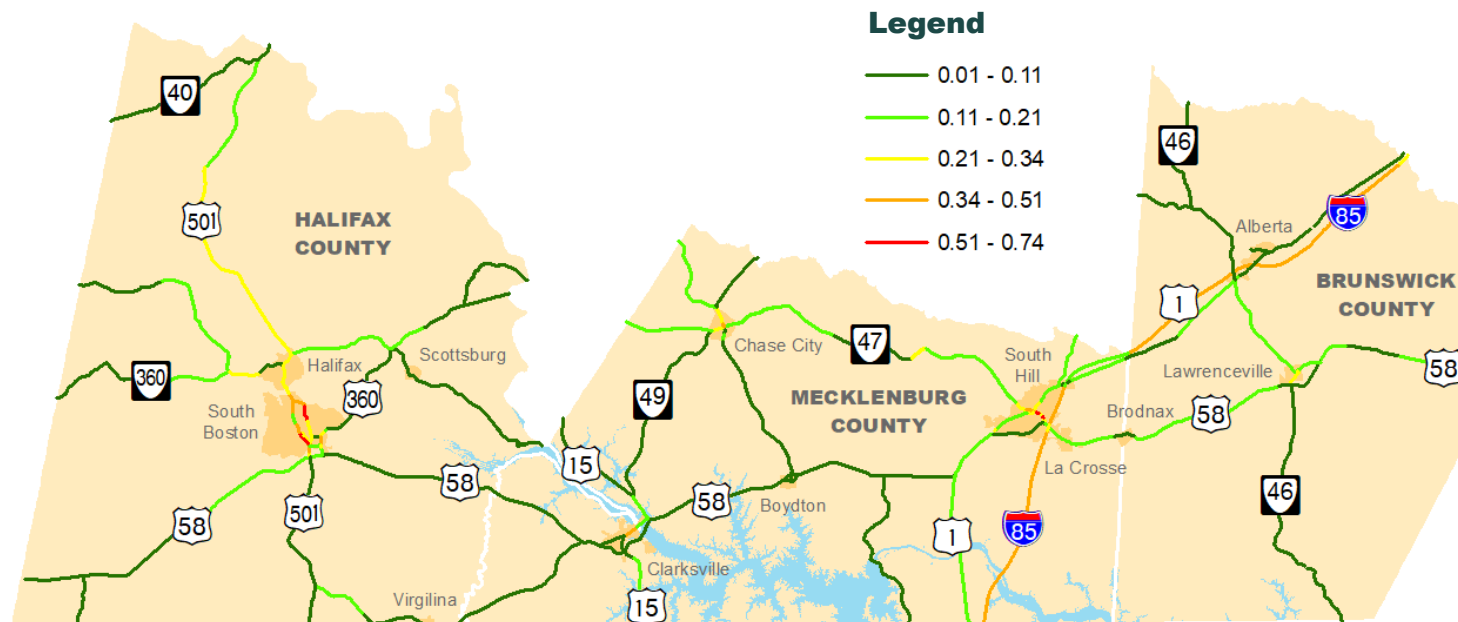 Legend
0.01 - 0.11
0.11 - 0.21
0.21 - 0.34
0.34 - 0.51
0.51 - 0.74
40
46
501
HALIFAX
COUNTY
85
Alberta
BRUNSWICK
COUNTY
1
Chase City
47
South
Hill
Halifax
Scottsburg
Lawrenceville
58
360
360
49
MECKLENBURG
COUNTY
Brodnax
58
South
Boston
La Crosse
15
58
58
Boydton
46
501
58
1
85
Clarksville
Virgilina
15